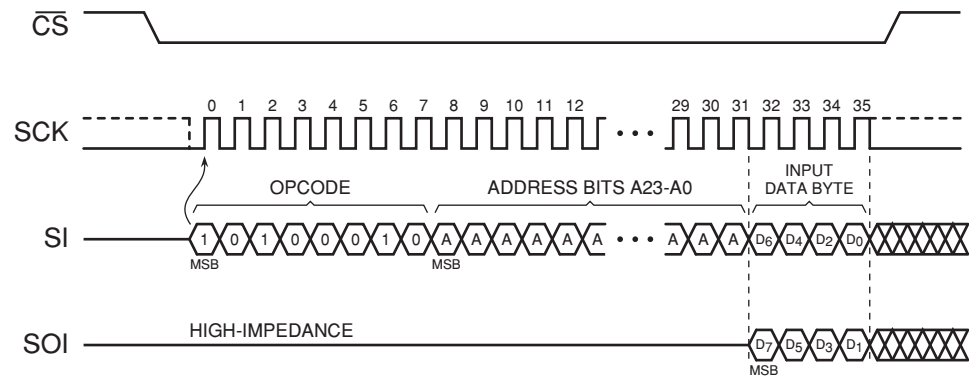 CS
SCK
0 1 2 3 4 5 6 7 8 9 10 11 12 29 30 31 32 33 34 35
OPCODE
ADDRESS BITS A23-A0
INPUT
DATA BYTE
SI
1 0 1 0 0 0 1 0 A A A A A A A A A D6 D4 D2 D0
MSB
MSB
SOI
HIGH-IMPEDANCE
D7 D5 D3 D1
MSB